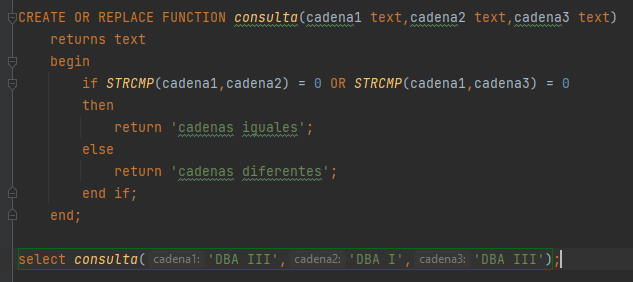 CREATE OR REPLACE FUNCTION consulta(cadena1 text,cadena2 text,cadena3 text)
    returns text
    begin
        if STRCMP(cadena1,cadena2) = 0 OR STRCMP(cadena1,cadena3) = 0
        then
            return 'cadenas iguales';
        else
            return 'cadenas diferentes';
        end if;
    end;
select consulta( cadena1: 'DBA III', cadena2: 'DBA I', cadena3: 'DBA III');